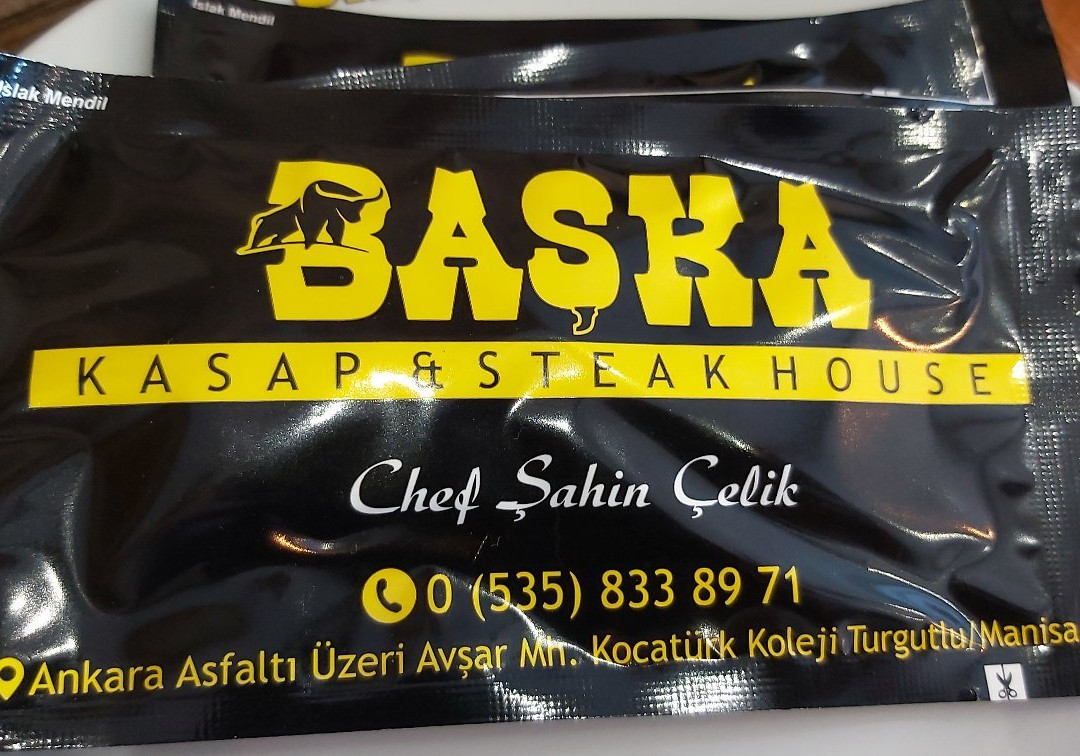 Islak Mendil
Islak Mendil
BAŞKA
KASAP & STEAK HOUSE
Chef Şahin Çelik
0 (535) 833 89 71
Ankara Asfaltı Üzeri Avşar Mh. Kocatürk Koleji Turgutlu/Manisa